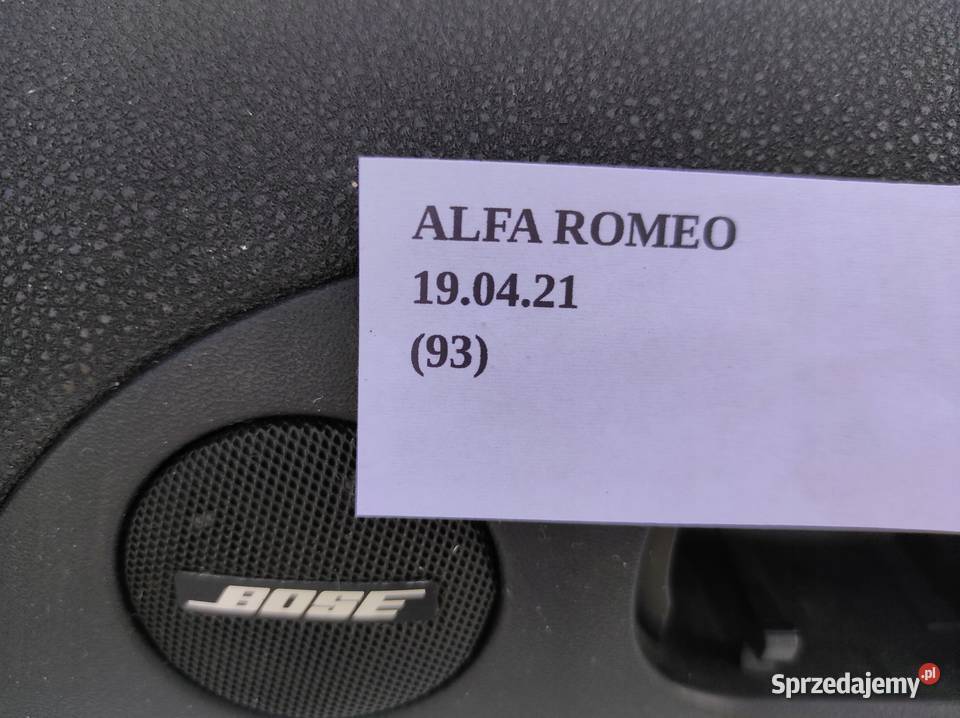 ALFA ROMEO
19.04.21
(93)
BOSE
Sprzedajemy.pl